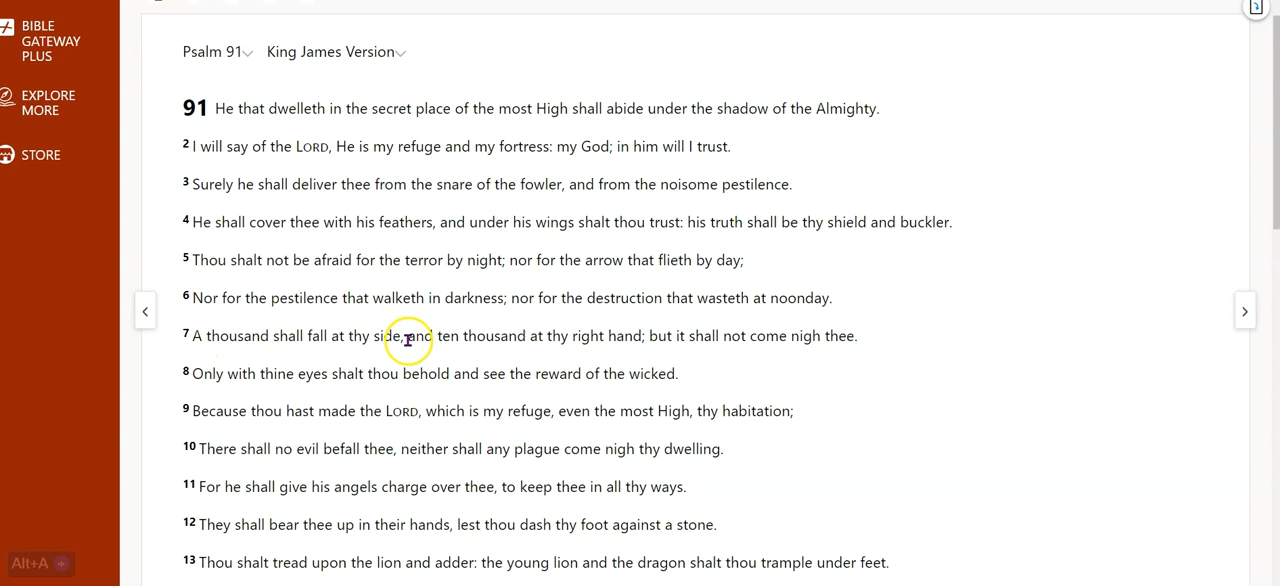 BIBLE
GATEWAY
PLUS
EXPLORE
MORE
STORE
Psalm 91 King James Version
91 He that dwelleth in the secret place of the most High shall abide under the shadow of the Almighty.
2 I will say of the LORD, He is my refuge and my fortress: my God; in him will I trust.
3 Surely he shall deliver thee from the snare of the fowler, and from the noisome pestilence.
4 He shall cover thee with his feathers, and under his wings shalt thou trust: his truth shall be thy shield and buckler.
5 Thou shalt not be afraid for the terror by night; nor for the arrow that flieth by day;
6 Nor for the pestilence that walketh in darkness; nor for the destruction that wasteth at noonday.
7 A thousand shall fall at thy side, and ten thousand at thy right hand; but it shall not come nigh thee.
8 Only with thine eyes shalt thou behold and see the reward of the wicked.
9 Because thou hast made the LORD, which is my refuge, even the most High, thy habitation;
10 There shall no evil befall thee, neither shall any plague come nigh thy dwelling.
11 For he shall give his angels charge over thee, to keep thee in all thy ways.
12 They shall bear thee up in their hands, lest thou dash thy foot against a stone.
13 Thou shalt tread upon the lion and adder: the young lion and the dragon shalt thou trample under feet.
Alt+A